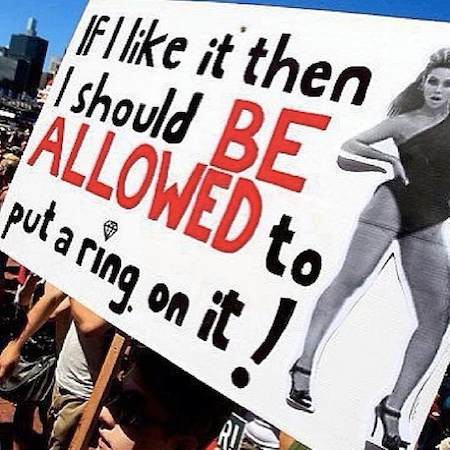 IF I like it then
I should BE
ALLOWED to
put a ring on it!